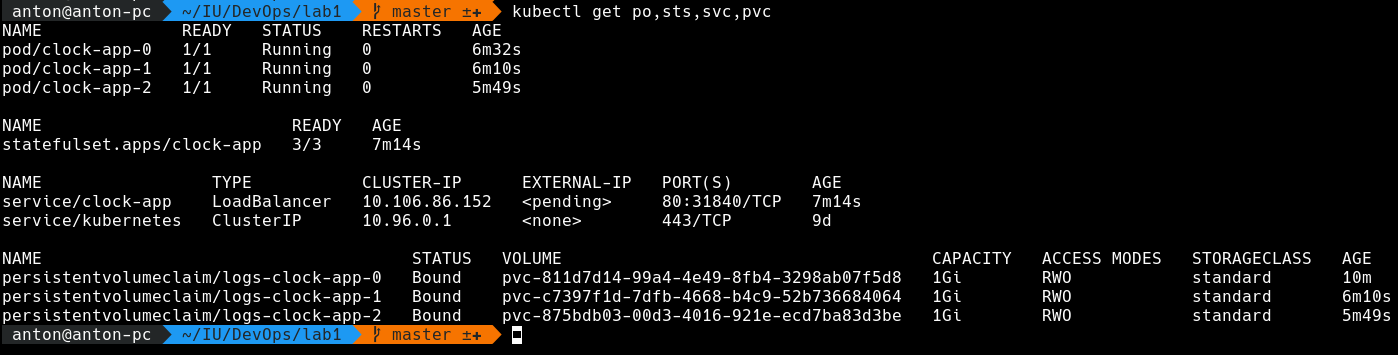 anton@anton-pc ~/IU/DevOps/lab1 master ±✚ kubectl get po,sts,svc,pvc
NAME READY STATUS RESTARTS AGE
pod/clock-app-0 1/1 Running 0 6m32s
pod/clock-app-1 1/1 Running 0 6m10s
pod/clock-app-2 1/1 Running 0 5m49s
NAME READY AGE
statefulset.apps/clock-app 3/3 7m14s
NAME TYPE CLUSTER-IP EXTERNAL-IP PORT(S) AGE
service/clock-app LoadBalancer 10.106.86.152 <pending> 80:31840/TCP 7m14s
service/kubernetes ClusterIP 10.96.0.1 <none> 443/TCP 9d
NAME STATUS VOLUME CAPACITY ACCESS MODES STORAGECLASS AGE
persistentvolumeclaim/logs-clock-app-0 Bound pvc-811d7d14-99a4-4e49-8fb4-3298ab07f5d8 1Gi RWO standard 10m
persistentvolumeclaim/logs-clock-app-1 Bound pvc-c7397f1d-7dfb-4668-b4c9-52b736684064 1Gi RWO standard 6m10s
persistentvolumeclaim/logs-clock-app-2 Bound pvc-875bdb03-00d3-4016-921e-ecd7ba83d3be 1Gi RWO standard 5m49s
anton@anton-pc ~/IU/DevOps/lab1 master ±✚